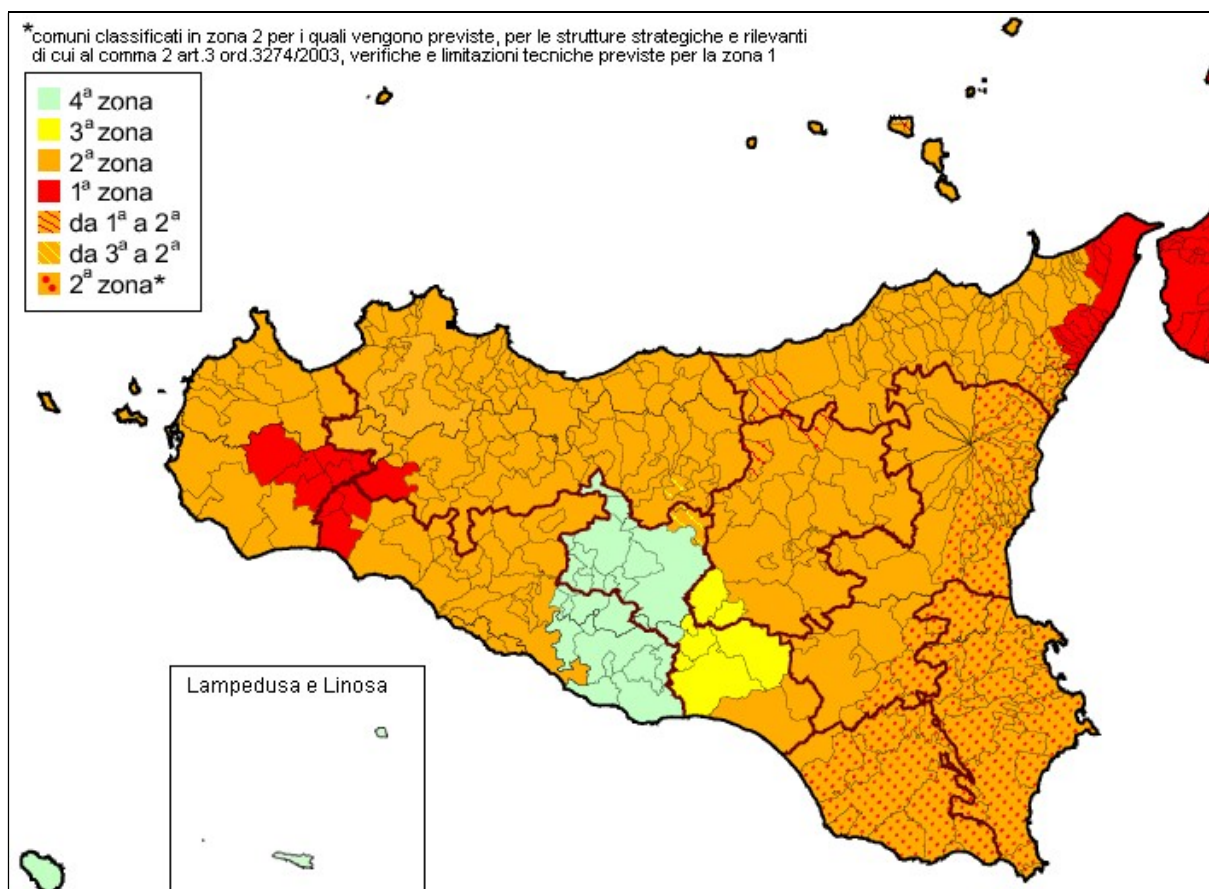 *comuni classificati in zona 2 per i quali vengono previste, per le strutture strategiche e rilevanti
di cui al comma 2 art.3 ord.3274/2003, verifiche e limitazioni tecniche previste per la zona 1
4ª zona
3ª zona
2ª zona
1ª zona
da 1ª a 2ª
da 3ª a 2ª
2ª zona*
Lampedusa e Linosa